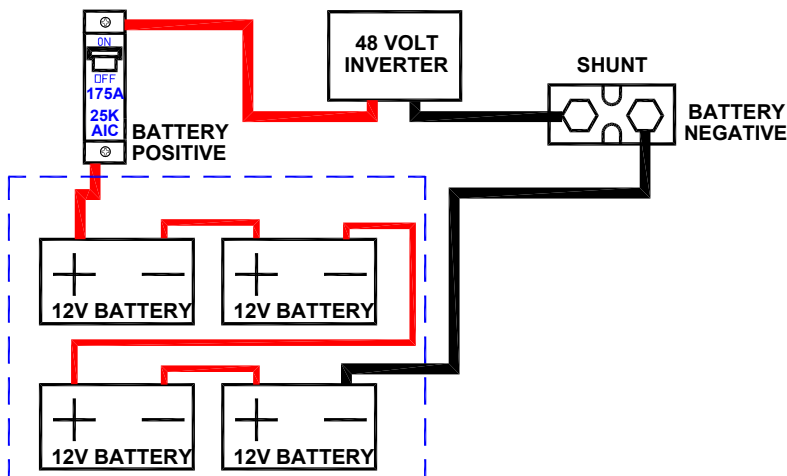 ON
OFF
175A
25K
AIC
BATTERY
POSITIVE
48 VOLT
INVERTER
SHUNT
BATTERY
NEGATIVE
+ −
12V BATTERY
+ −
12V BATTERY
+ −
12V BATTERY
+ −
12V BATTERY